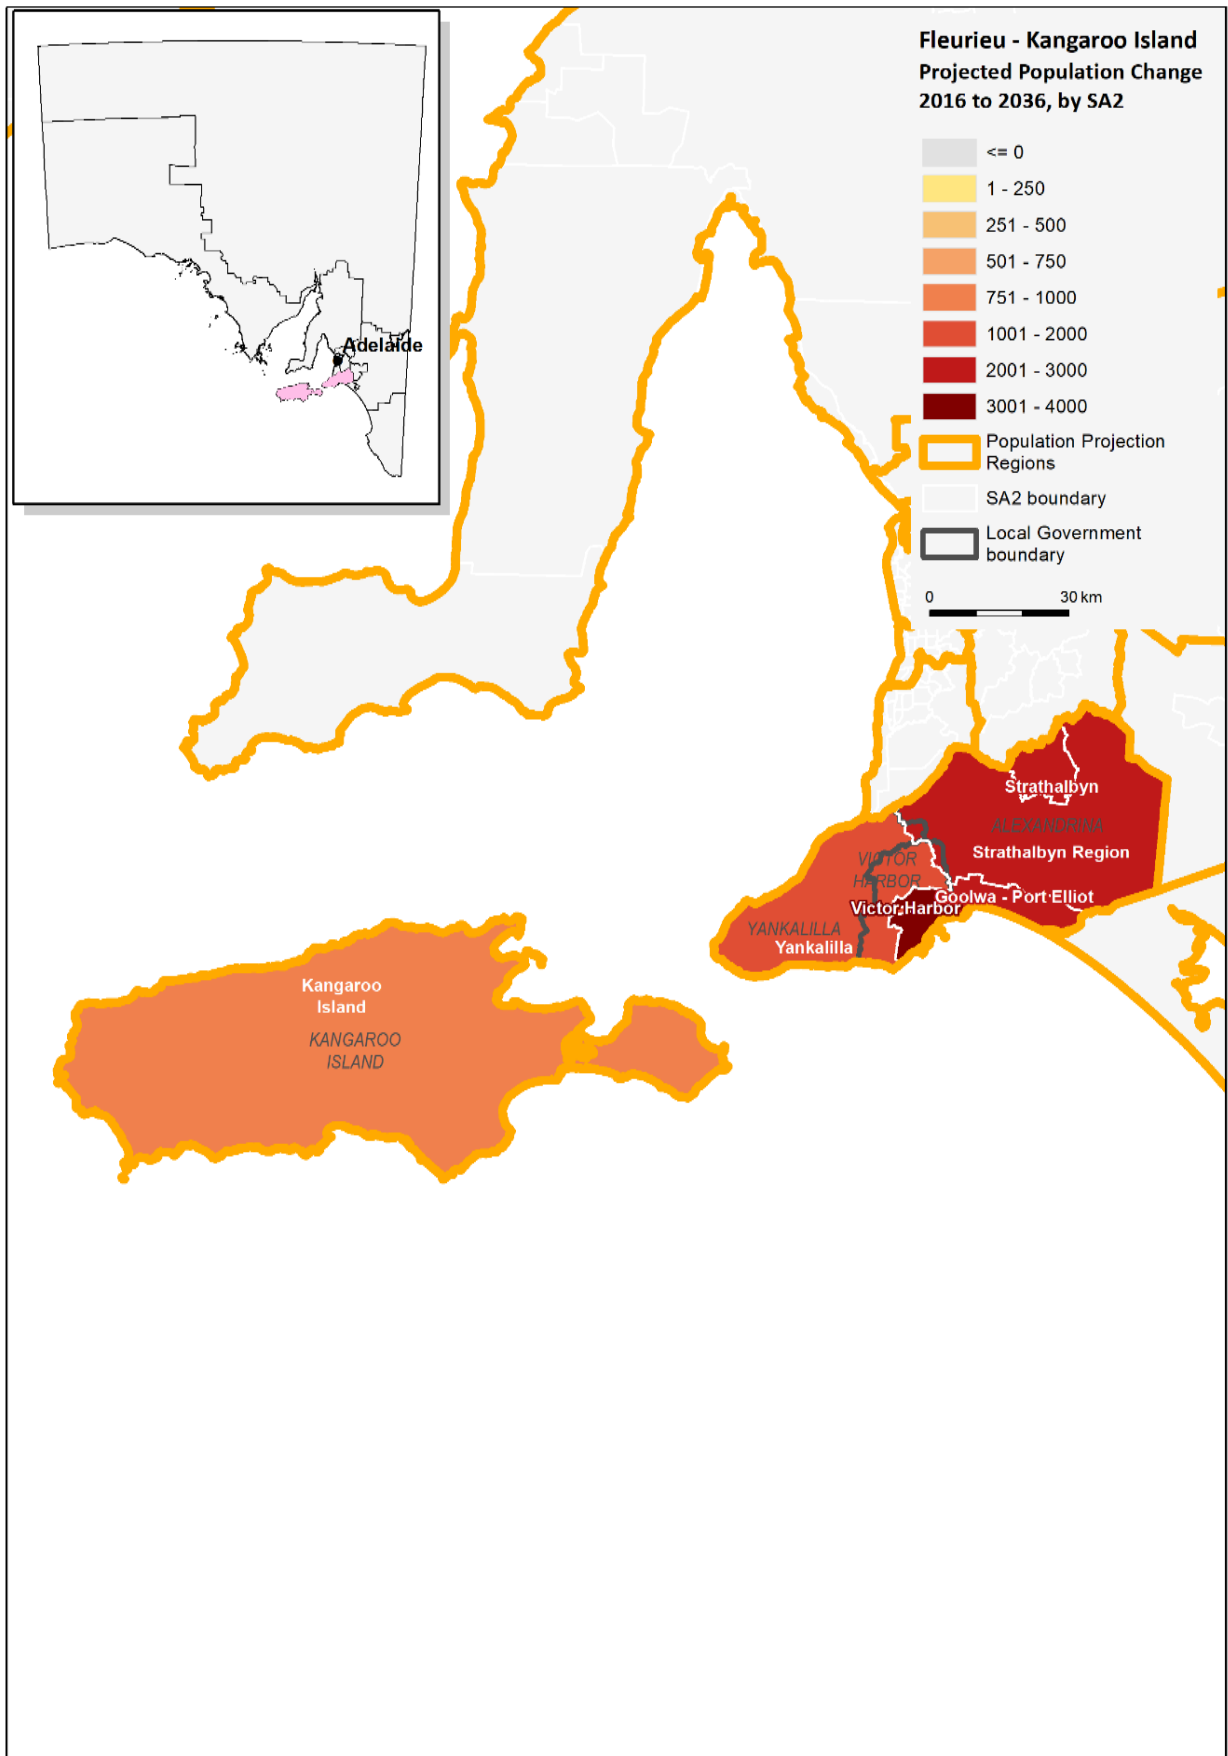 Fleurieu - Kangaroo Island
Projected Population Change
2016 to 2036, by SA2
<= 0
1 - 250
251 - 500
501 - 750
751 - 1000
1001 - 2000
2001 - 3000
3001 - 4000
Population Projection
Regions
SA2 boundary
Local Government
boundary
0 30 km
Adelaide
Strathalbyn
ALEXANDRINA
Strathalbyn Region
VICTOR
HARBOR
Goolwa - Port Elliot
Victor Harbor
YANKALILLA
Yankalilla
Kangaroo
Island
KANGAROO
ISLAND